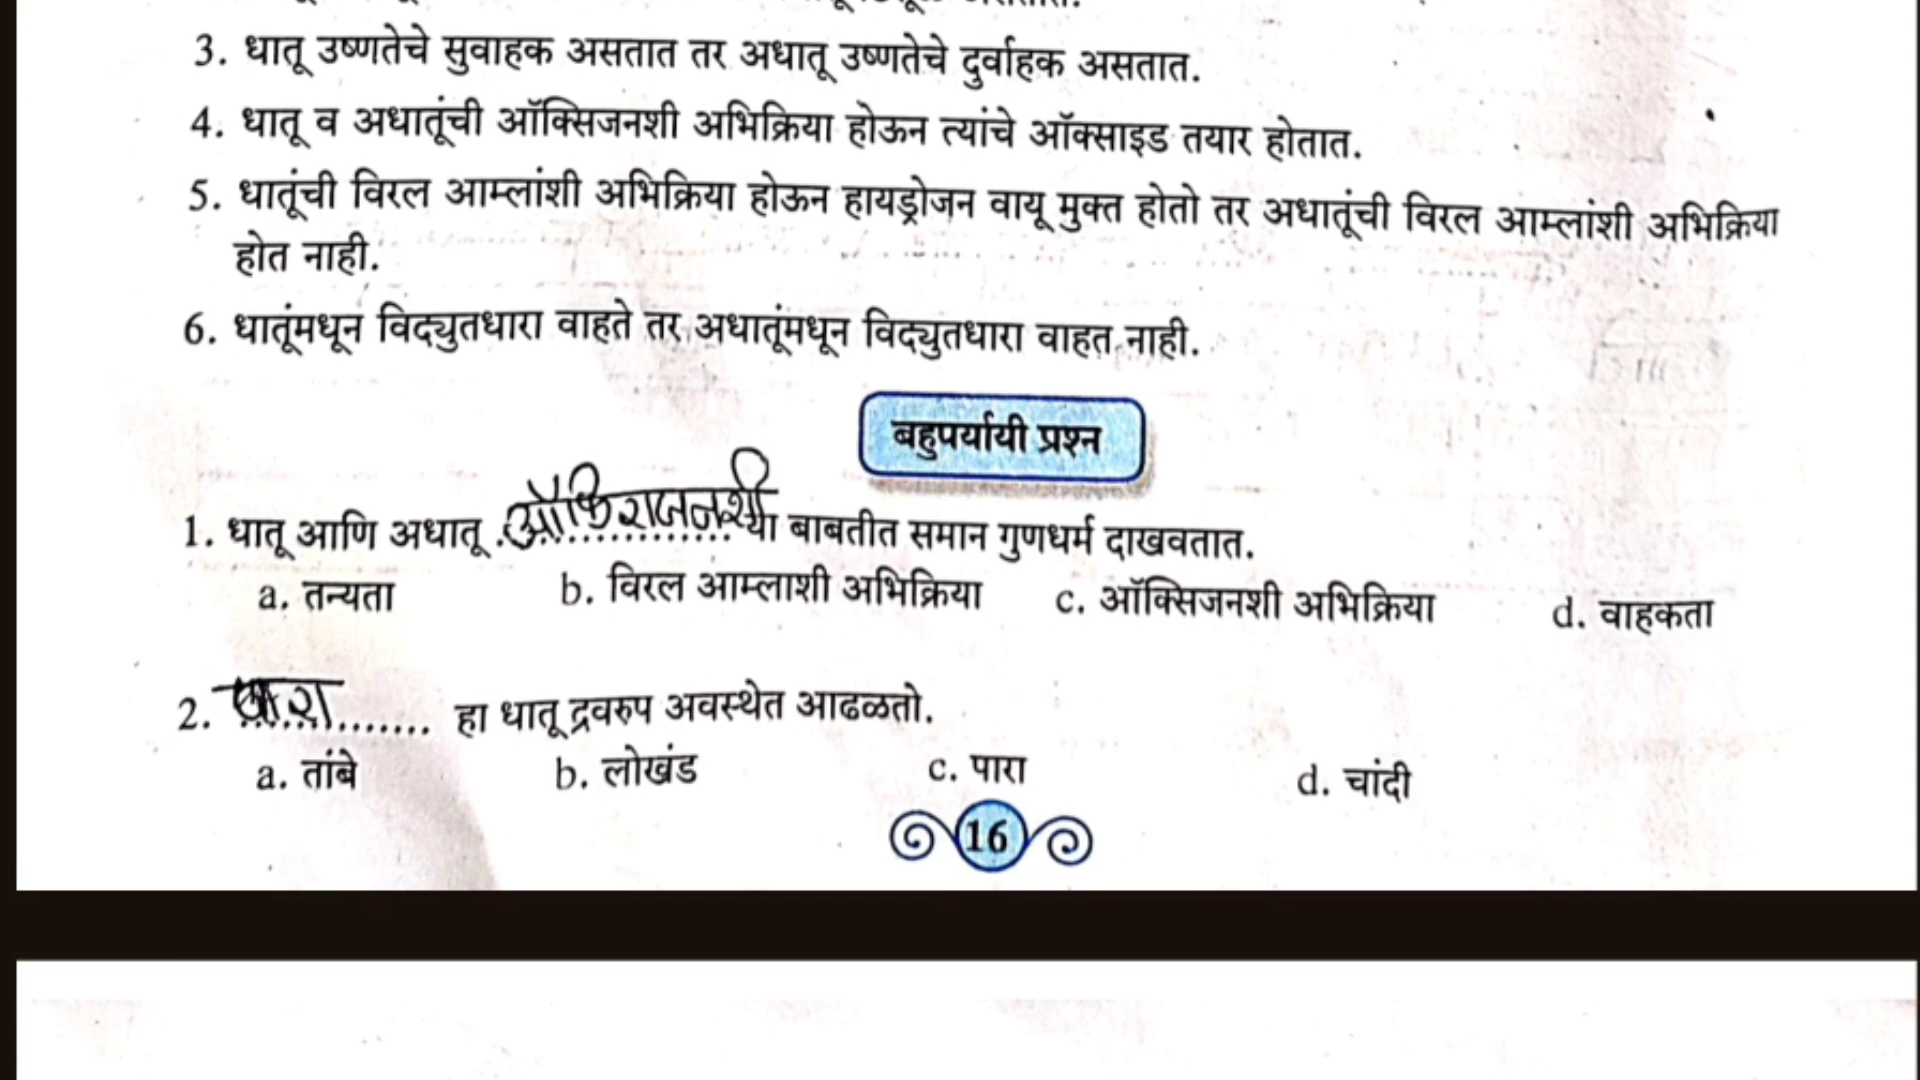 3. धातू उष्णतेचे सुवाहक असतात तर अधातू उष्णतेचे दुर्वाहक असतात.
4. धातू व अधातूंची ऑक्सिजनशी अभिक्रिया होऊन त्यांचे ऑक्साइड तयार होतात.
5. धातूंची विरल आम्लांशी अभिक्रिया होऊन हायड्रोजन वायू मुक्त होतो तर अधातूंची विरल आम्लांशी अभिक्रिया
होत नाही.
6. धातूंमधून विद्युतधारा वाहते तर अधातूंमधून विद्युतधारा वाहत नाही.
बहुपर्यायी प्रश्न
1. धातू आणि अधातू ................ या बाबतीत समान गुणधर्म दाखवतात.
a. तन्यता b. विरल आम्लाशी अभिक्रिया c. ऑक्सिजनशी अभिक्रिया d. वाहकता
2. पारा ............. हा धातू द्रवरुप अवस्थेत आढळतो.
a. तांबे b. लोखंड c. पारा d. चांदी
16